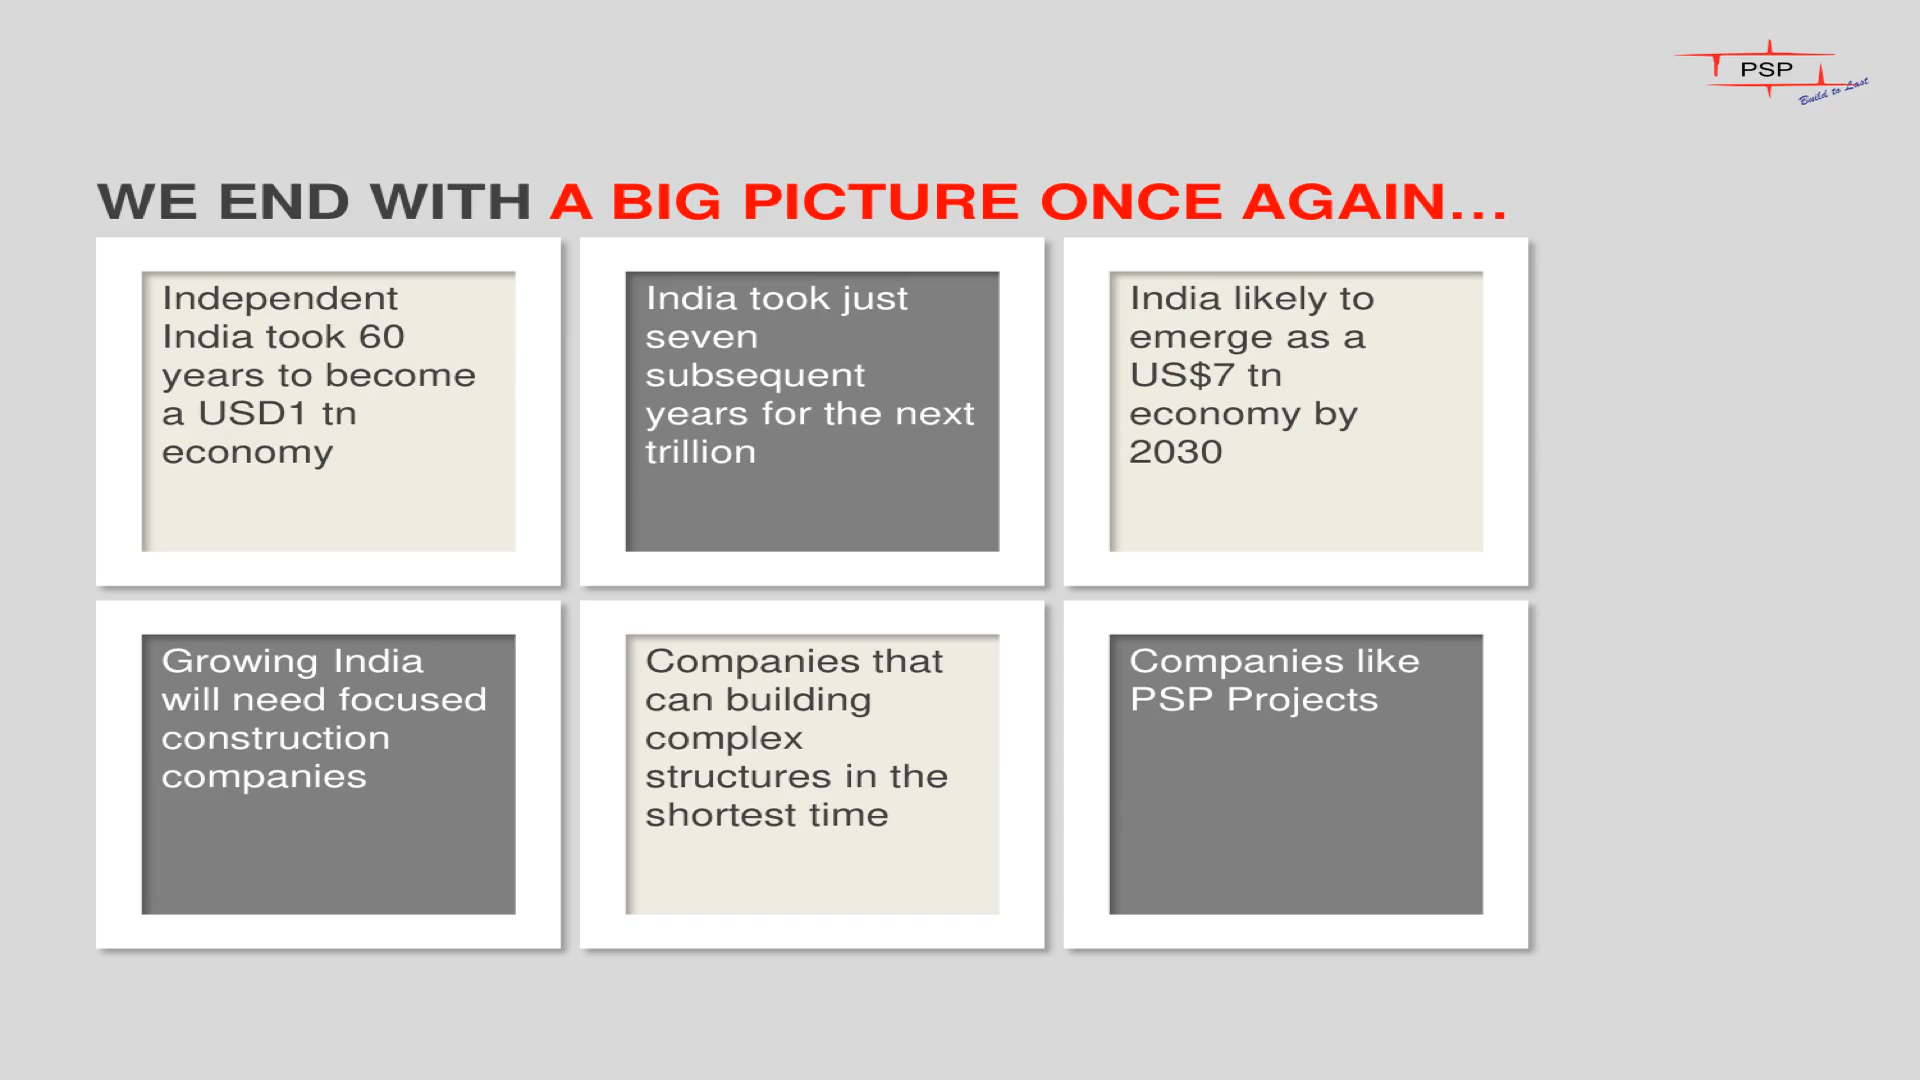 PSP
Build to Last
WE END WITH A BIG PICTURE ONCE AGAIN...
Independent
India took 60
years to become
a USD1 tn
economy
India took just
seven
subsequent
years for the next
trillion
India likely to
emerge as a
US$7 tn
economy by
2030
Growing India
will need focused
construction
companies
Companies that
can building
complex
structures in the
shortest time
Companies like
PSP Projects